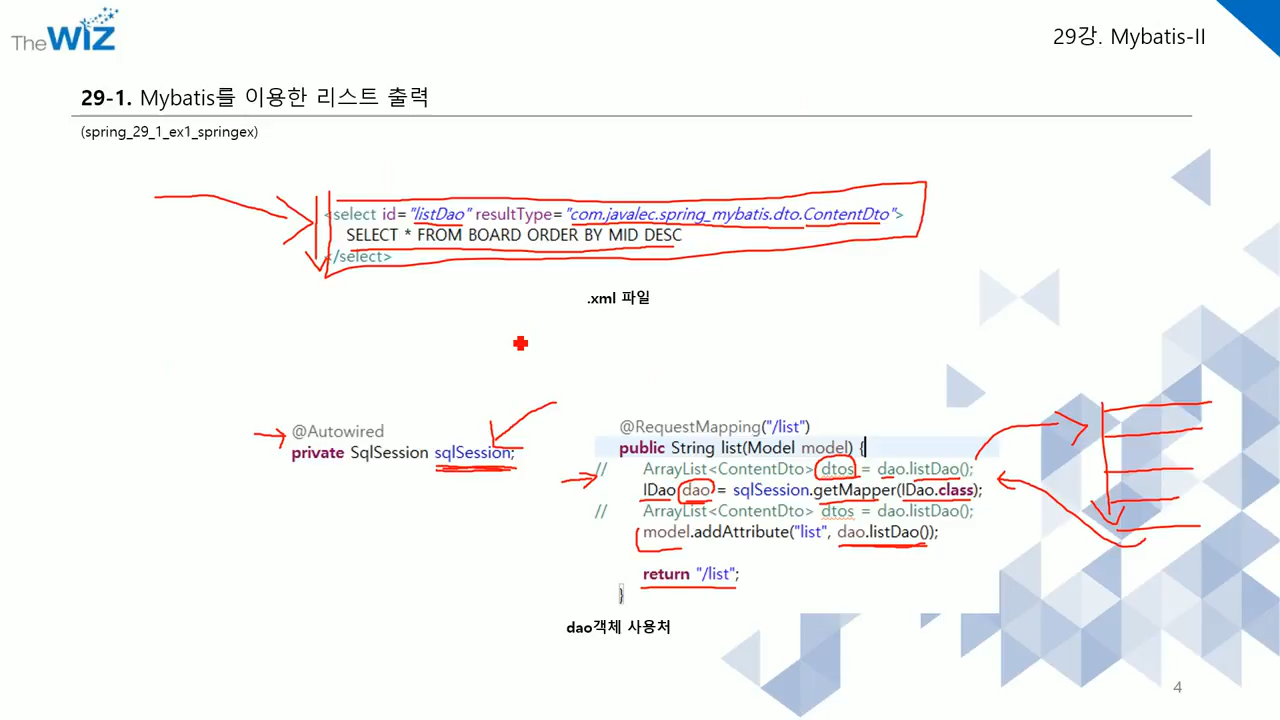 The WIZ
29강. Mybatis-II
29-1. Mybatis를 이용한 리스트 출력
(spring_29_1_ex1_springex)
<select id="listDao" resultType="com.javalec.spring_mybatis.dto.ContentDto">
SELECT * FROM BOARD ORDER BY MID DESC
</select>
.xml 파일
@Autowired
private SqlSession sqlSession;
@RequestMapping("/list")
public String list(Model model) {
// ArrayList<ContentDto> dtos = dao.listDao();
IDao dao = sqlSession.getMapper(IDao.class);
// ArrayList<ContentDto> dtos = dao.listDao();
model.addAttribute("list", dao.listDao());
return "/list";
}
dao객체 사용처
4